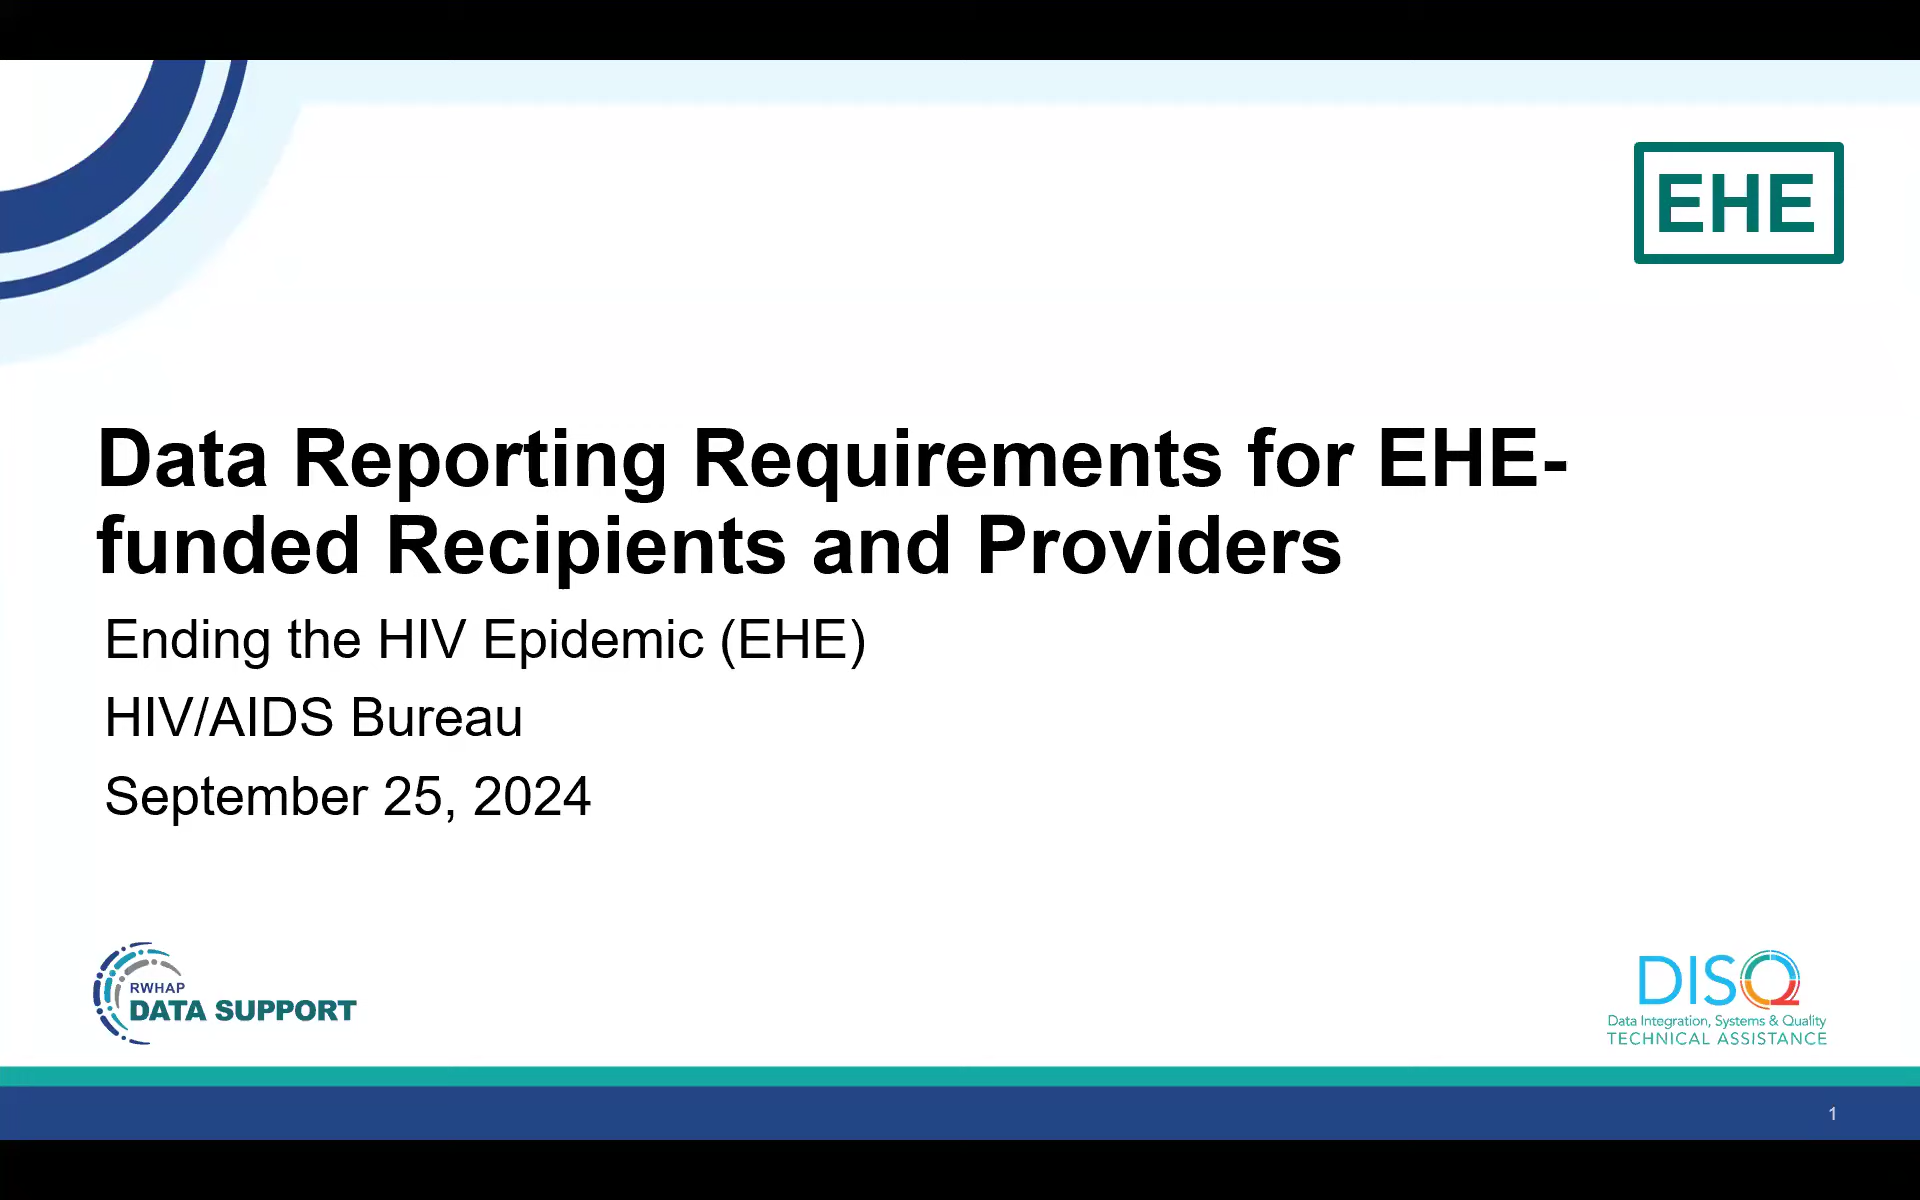 EHE
Data Reporting Requirements for EHE-
funded Recipients and Providers
Ending the HIV Epidemic (EHE)
HIV/AIDS Bureau
September 25, 2024
RWHAP
DATA SUPPORT
DISQ
Data Integration, Systems & Quality
TECHNICAL ASSISTANCE
1